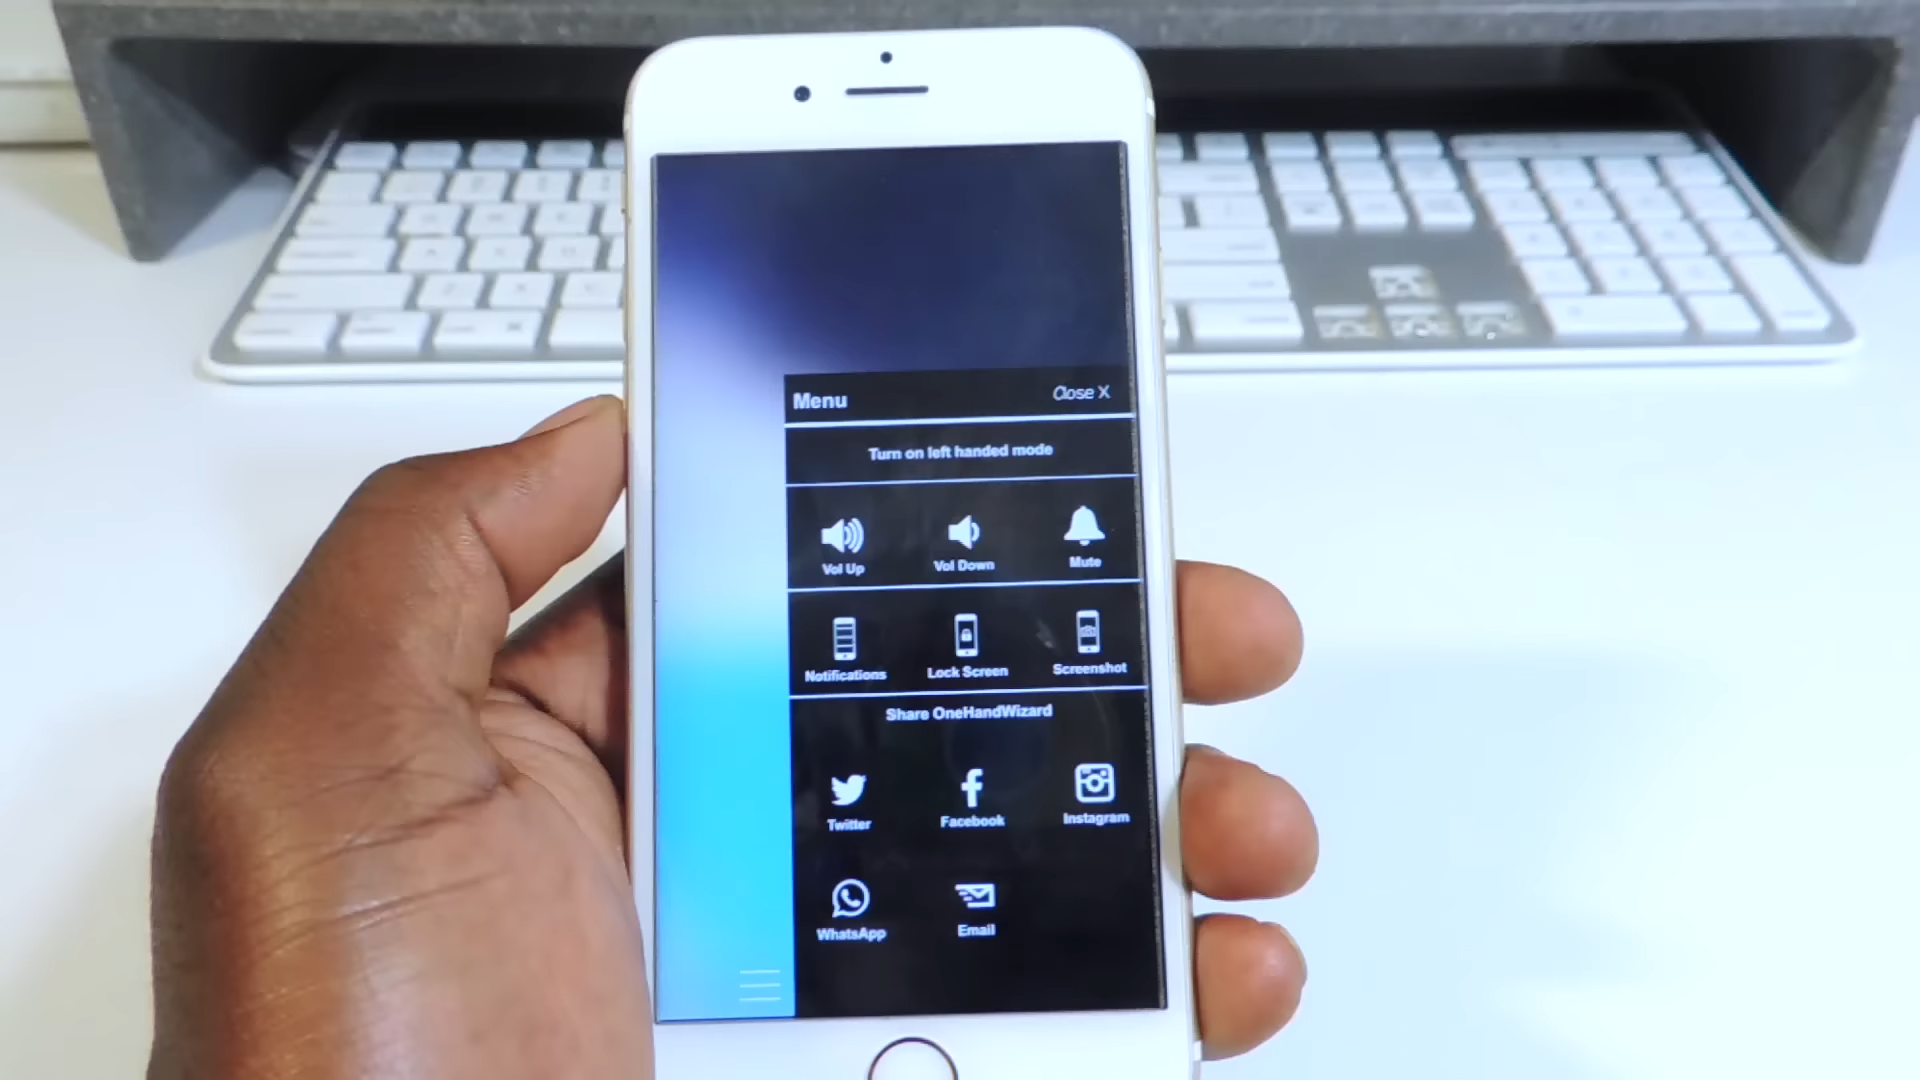 Menu
Close X
Turn on left handed mode
Vol Up
Vol Down
Mute
Notifications
Lock Screen
Screenshot
Share OneHandWizard
Twitter
Facebook
Instagram
WhatsApp
Email